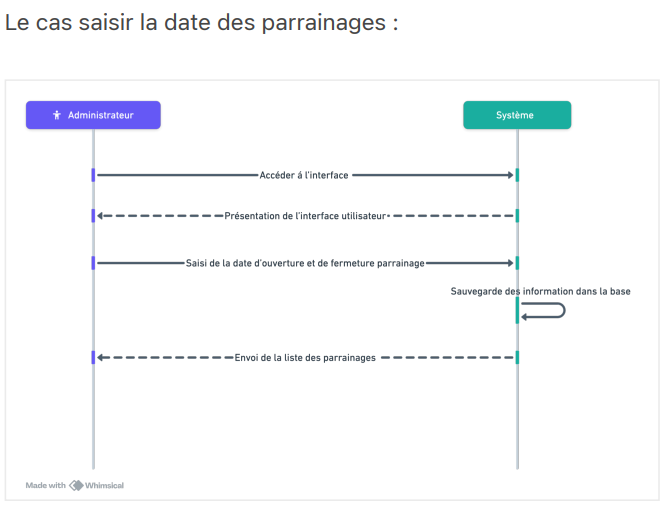 Le cas saisir la date des parrainages :
Administrateur
Système
Accéder á l'interface
Présentation de l'interface utilisateur
Saisi de la date d'ouverture et de fermeture parrainage
Sauvegarde des information dans la base
Envoi de la liste des parrainages
Made with Whimsical